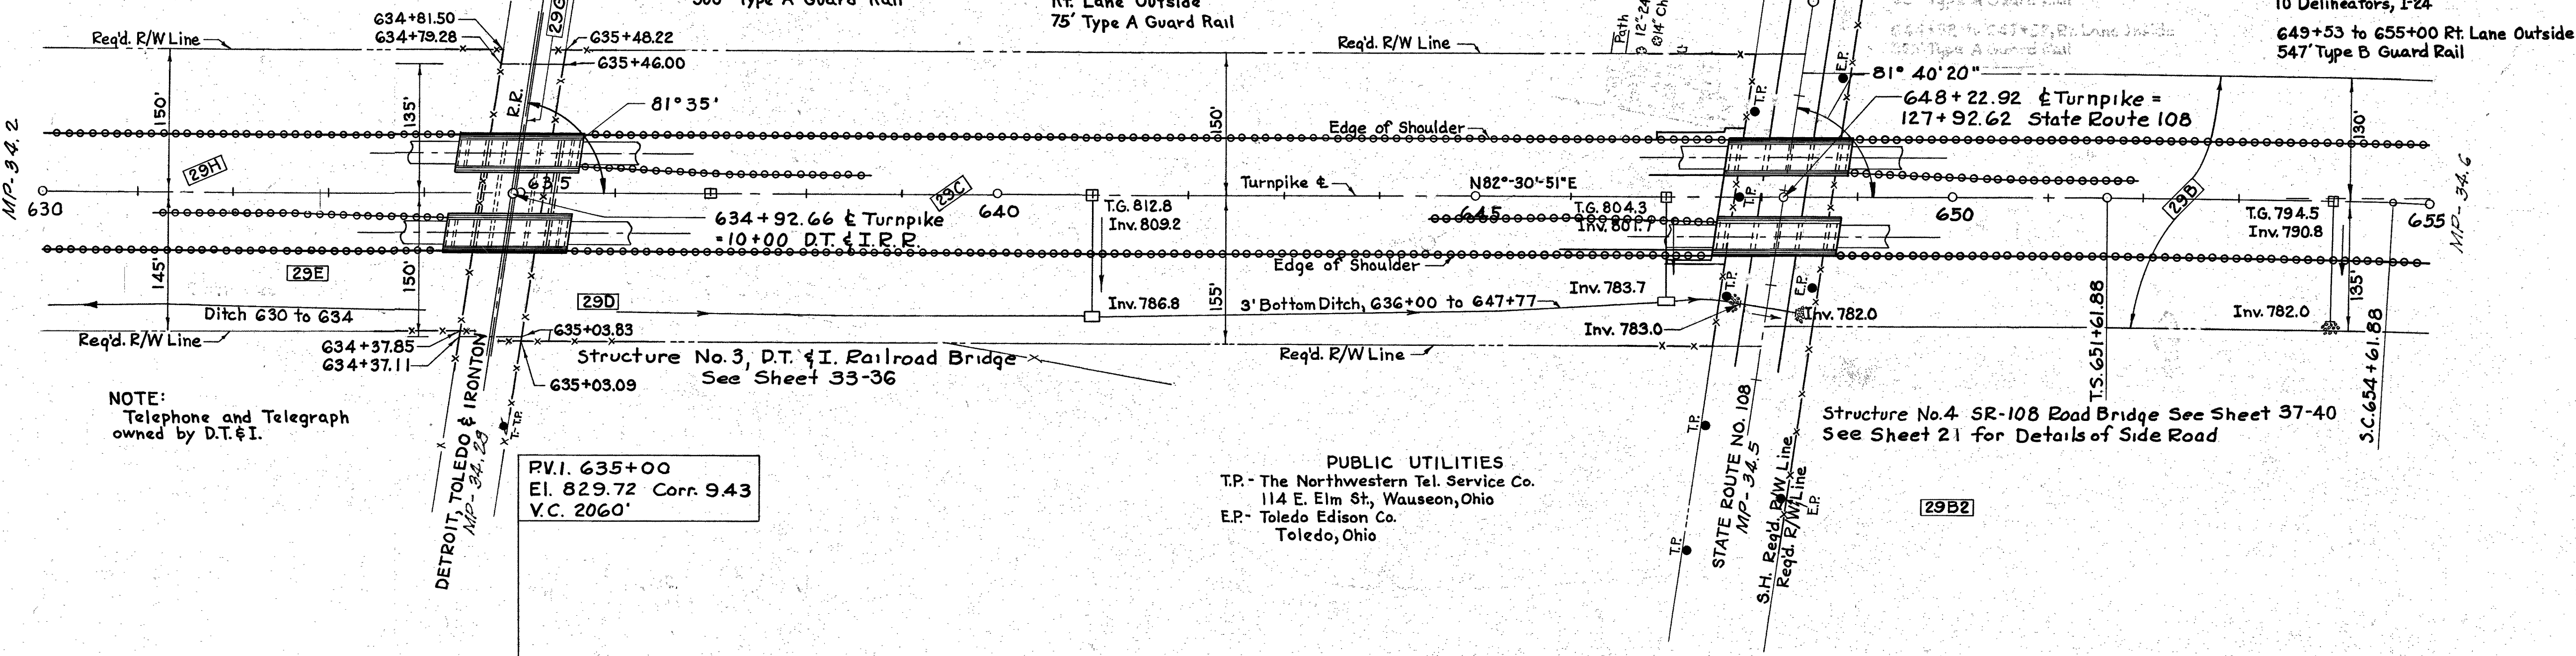 Rt. Lane Outside
75' Type A Guard Rail
10 Delineators, I-24
649+53 to 655+00 Rt. Lane Outside
547' Type B Guard Rail
634+81.50
634+79.28
29G
635+48.22
635+46.00
Req'd. R/W Line
Req'd. R/W Line
Path
E.P.
T.P.
81° 40' 20"
648+22.92 ℄ Turnpike =
127+92.62 State Route 108
R.R.
81° 35'
150'
135'
150'
130'
Edge of Shoulder
MP-34.2
29H
630
635
29C
640
Turnpike ℄
N82°-30'-51"E
645
T.P.
650
29B
655
MP-34.6
634+92.66 ℄ Turnpike
=10+00 D.T. & I. R.R.
T.G. 812.8
Inv. 809.2
T.G. 804.3
Inv. 801.7
T.G. 794.5
Inv. 790.8
Edge of Shoulder
145'
29E
150'
29D
155'
135'
Ditch 630 to 634
Inv. 786.8
3' Bottom Ditch, 636+00 to 647+77
Inv. 783.7
T.P.
E.P.
Inv. 783.0
Inv. 782.0
Inv. 782.0
T.S. 651+61.88
S.C. 654+61.88
Req'd. R/W Line
634+37.85
634+37.11
635+03.83
635+03.09
Structure No. 3, D.T. & I. Railroad Bridge
See Sheet 33-36
Req'd. R/W Line
NOTE:
Telephone and Telegraph
owned by D.T. & I.
DETROIT, TOLEDO & IRONTON
MP-34.29
T.-T.P.
P.V.I. 635+00
El. 829.72 Corr. 9.43
V.C. 2060'
PUBLIC UTILITIES
T.P. - The Northwestern Tel. Service Co.
114 E. Elm St., Wauseon, Ohio
E.P. - Toledo Edison Co.
Toledo, Ohio
T.P.
T.P.
STATE ROUTE NO. 108
MP-34.5
S.H. Req'd. R/W Line
Req'd. R/W Line
E.P.
Structure No. 4 SR-108 Road Bridge See Sheet 37-40
See Sheet 21 for Details of Side Road
29B2